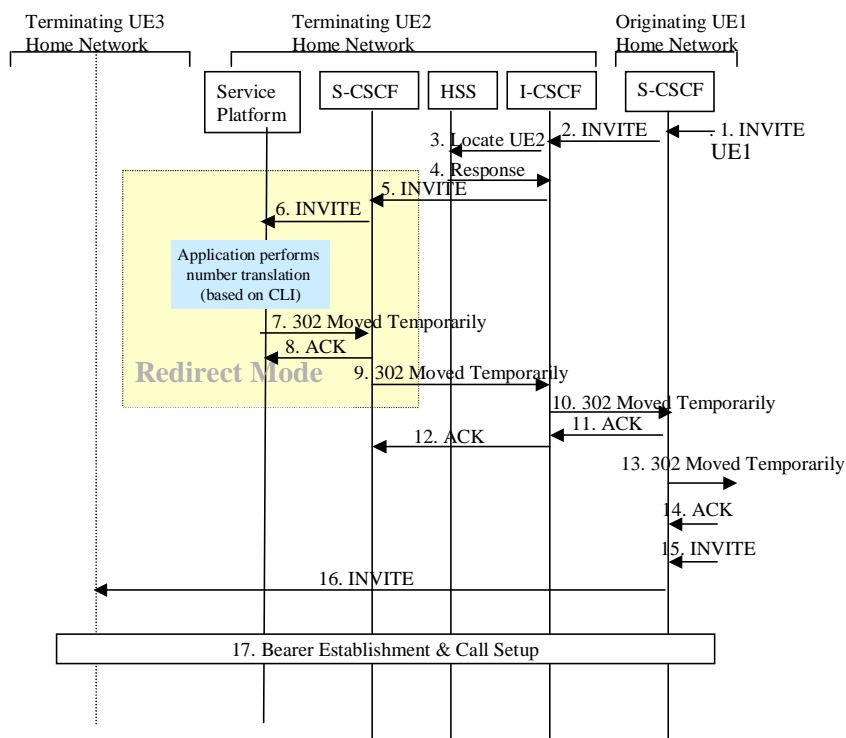 Terminating UE3
Home Network
Terminating UE2
Home Network
Originating UE1
Home Network
Service
Platform
S-CSCF
HSS
I-CSCF
S-CSCF
. 1. INVITE
UE1
2. INVITE
3. Locate UE2
4. Response
5. INVITE
6. INVITE
Application performs
number translation
(based on CLI)
7. 302 Moved Temporarily
8. ACK
Redirect Mode
9. 302 Moved Temporarily
10. 302 Moved Temporarily
11. ACK
12. ACK
13. 302 Moved Temporarily
14. ACK
15. INVITE
16. INVITE
17. Bearer Establishment & Call Setup